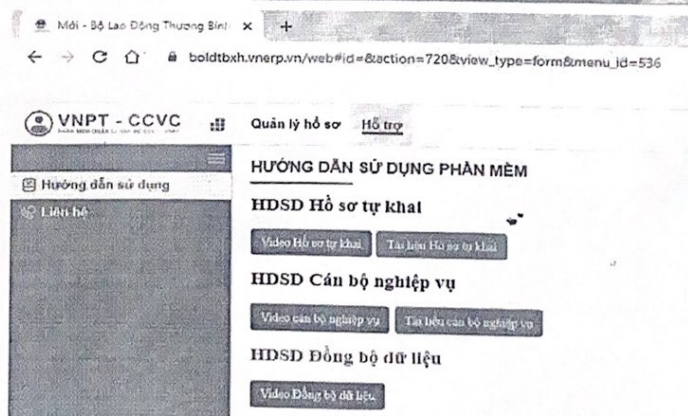 Mới - Bộ Lao Động Thương Binh
boldtbxh.vnerp.vn/web#id=&action=720&view_type=form&menu_id=536
VNPT - CCVC
Quản lý hồ sơ Hỗ trợ
HƯỚNG DẪN SỬ DỤNG PHẦN MỀM
Hướng dẫn sử dụng
Liên hệ
HDSD Hồ sơ tự khai
Video Hồ sơ tự khai Tài liệu Hồ sơ tự khai
HDSD Cán bộ nghiệp vụ
Video cán bộ nghiệp vụ Tài liệu cán bộ nghiệp vụ
HDSD Đồng bộ dữ liệu
Video Đồng bộ dữ liệu